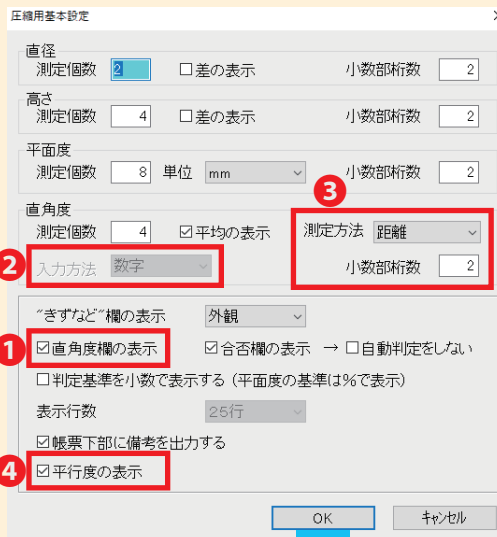 圧縮用基本設定
直径
測定個数 2 差の表示 小数部桁数 2
高さ
測定個数 4 差の表示 小数部桁数 2
平面度
測定個数 8 単位 mm 小数部桁数 2
3
直角度
測定個数 4 平均の表示 測定方法 距離
2 入力方法 数字 小数部桁数 2
"きずなど"欄の表示 外観
1 直角度欄の表示 合否欄の表示 → 自動判定をしない
判定基準を小数で表示する（平面度の基準は%で表示）
表示行数 25行
帳票下部に備考を出力する
4 平行度の表示
OK キャンセル